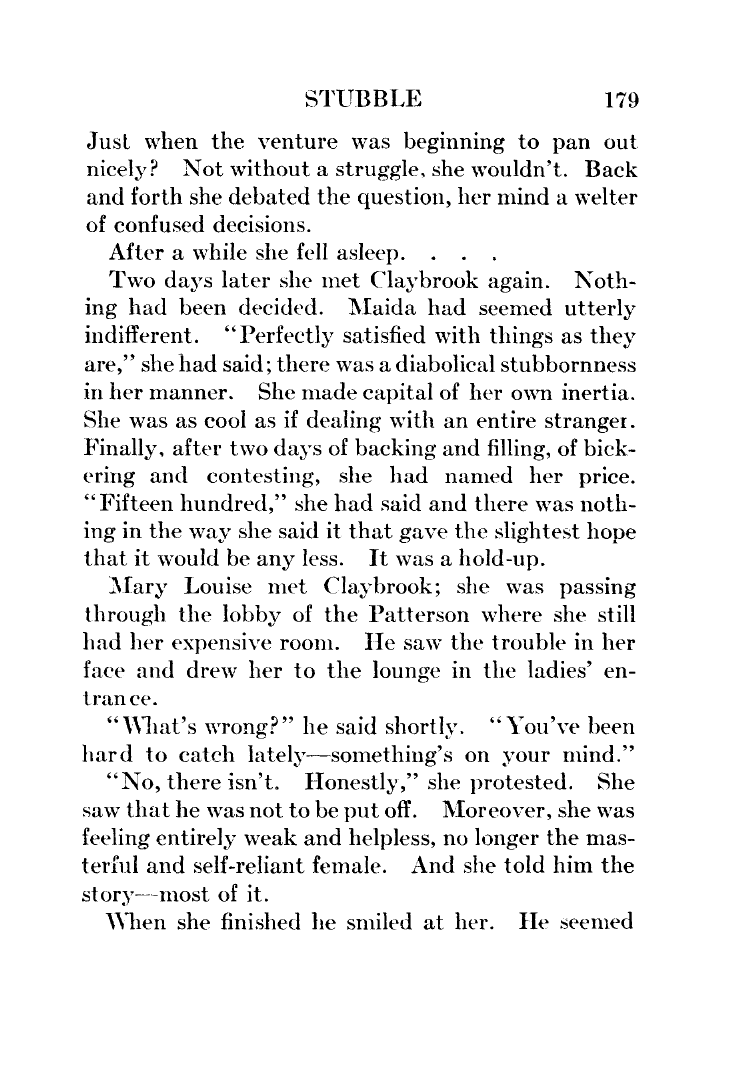 STUBBLE 179
Just when the venture was beginning to pan out
nicely? Not without a struggle, she wouldn't. Back
and forth she debated the question, her mind a welter
of confused decisions.
After a while she fell asleep. . . .
Two days later she met Claybrook again. Noth-
ing had been decided. Maida had seemed utterly
indifferent. “Perfectly satisfied with things as they
are,” she had said; there was a diabolical stubbornness
in her manner. She made capital of her own inertia.
She was as cool as if dealing with an entire stranger.
Finally, after two days of backing and filling, of bick-
ering and contesting, she had named her price.
“Fifteen hundred,” she had said and there was noth-
ing in the way she said it that gave the slightest hope
that it would be any less. It was a hold-up.
Mary Louise met Claybrook; she was passing
through the lobby of the Patterson where she still
had her expensive room. He saw the trouble in her
face and drew her to the lounge in the ladies' en-
trance.
“What's wrong?” he said shortly. “You've been
hard to catch lately—something's on your mind.”
“No, there isn't. Honestly,” she protested. She
saw that he was not to be put off. Moreover, she was
feeling entirely weak and helpless, no longer the mas-
terful and self-reliant female. And she told him the
story—most of it.
When she finished he smiled at her. He seemed